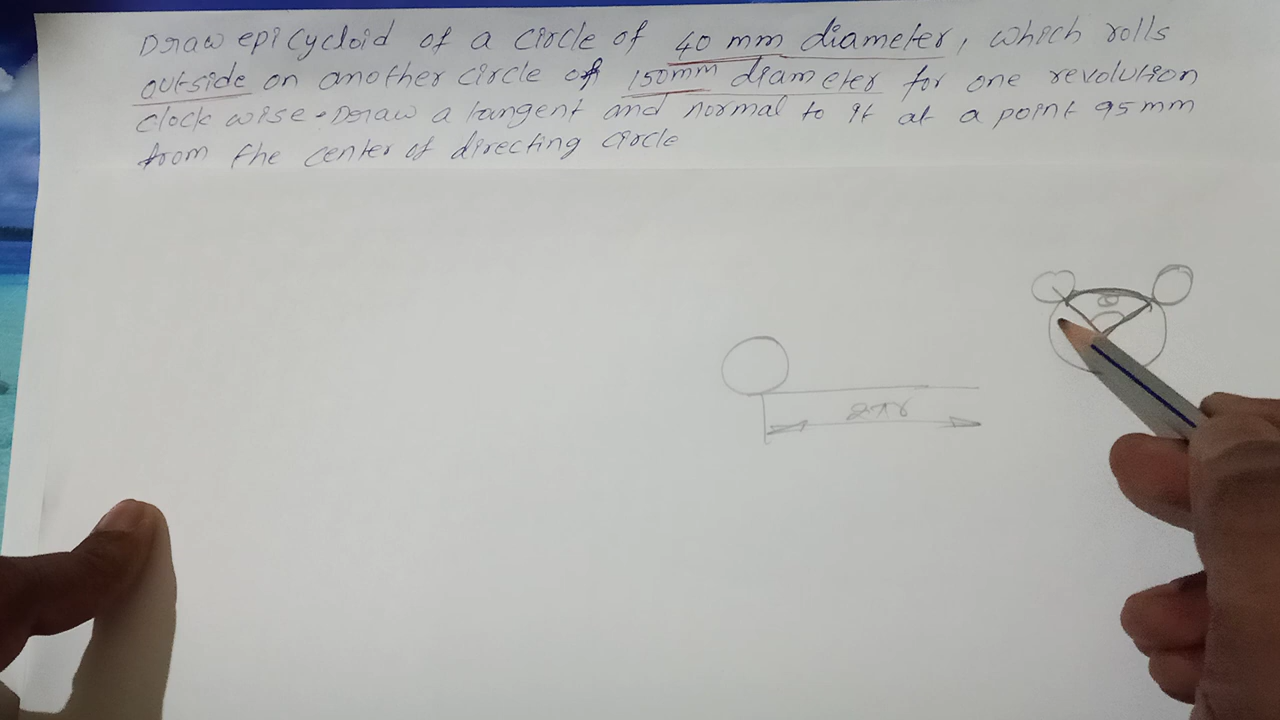 Draw epicycloid of a circle of 40 mm diameter, which rolls
outside on another circle of 150mm diameter for one revolution
clock wise. Draw a tangent and normal to it at a point 95 mm
from the center of directing circle
2πr